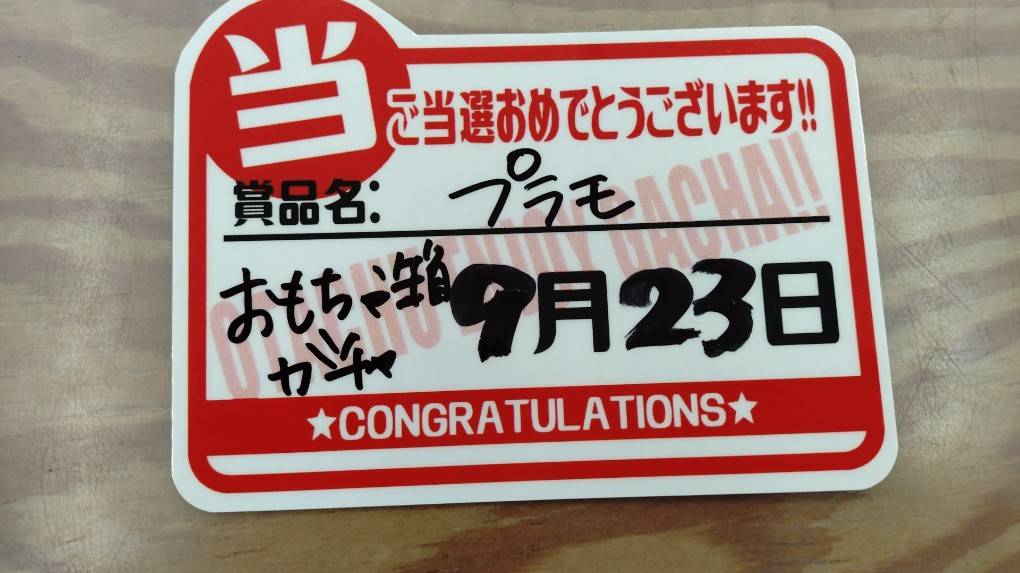 当
ご当選おめでとうございます!!
賞品名: プラモ
おもちゃ箱
ガチャ
9月23日
★CONGRATULATIONS★